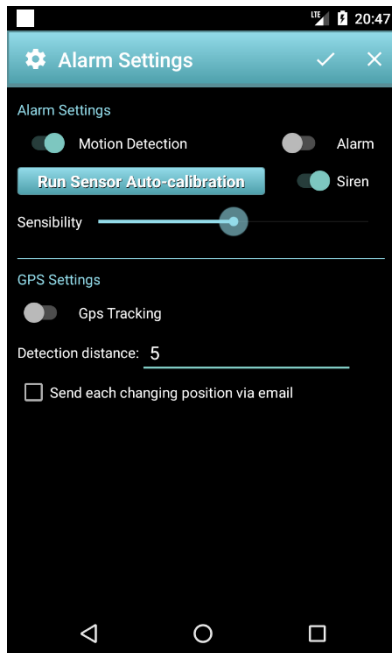 LTE 20:47
Alarm Settings
Alarm Settings
Motion Detection Alarm
Run Sensor Auto-calibration Siren
Sensibility
GPS Settings
Gps Tracking
Detection distance: 5
Send each changing position via email